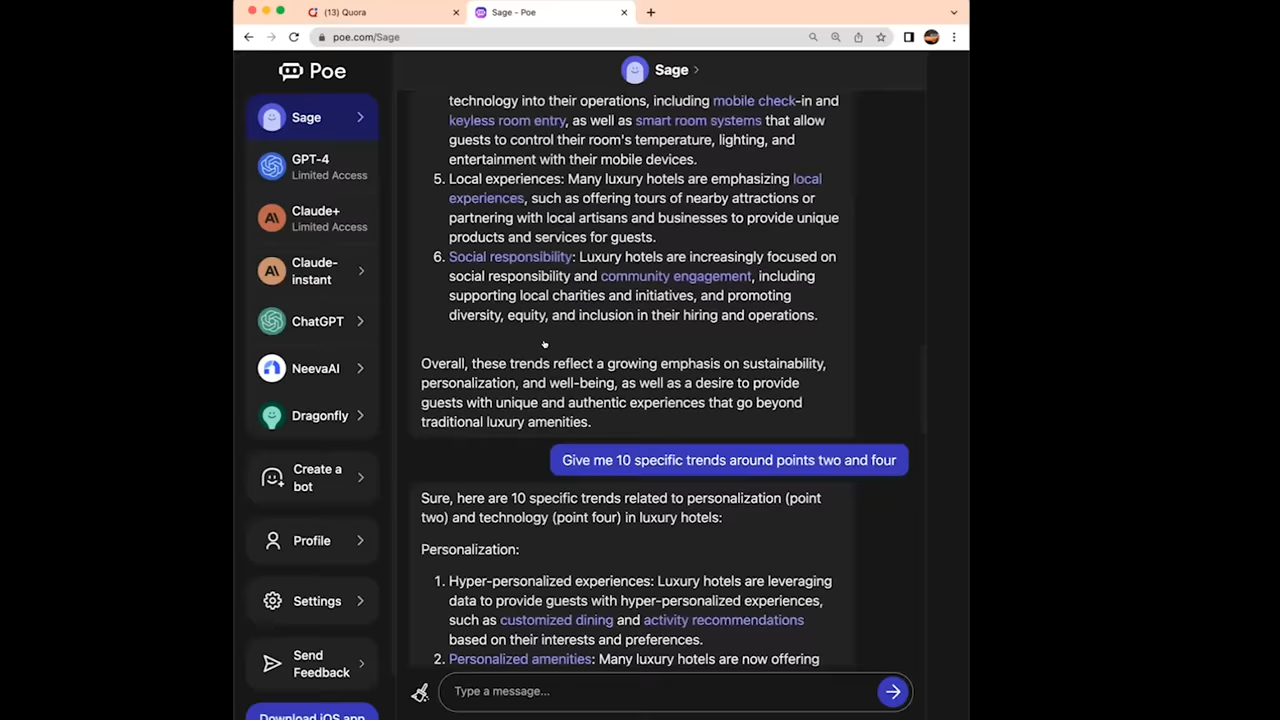 (13) Quora
Sage - Poe
poe.com/Sage
Poe
Sage
GPT-4
Limited Access
Claude+
Limited Access
Claude-
instant
ChatGPT
NeevaAI
Dragonfly
Create a
bot
Profile
Settings
Send
Feedback
Download iOS app
Sage
technology into their operations, including mobile check-in and
keyless room entry, as well as smart room systems that allow
guests to control their room's temperature, lighting, and
entertainment with their mobile devices.
5. Local experiences: Many luxury hotels are emphasizing local
experiences, such as offering tours of nearby attractions or
partnering with local artisans and businesses to provide unique
products and services for guests.
6. Social responsibility: Luxury hotels are increasingly focused on
social responsibility and community engagement, including
supporting local charities and initiatives, and promoting
diversity, equity, and inclusion in their hiring and operations.
Overall, these trends reflect a growing emphasis on sustainability,
personalization, and well-being, as well as a desire to provide
guests with unique and authentic experiences that go beyond
traditional luxury amenities.
Give me 10 specific trends around points two and four
Sure, here are 10 specific trends related to personalization (point
two) and technology (point four) in luxury hotels:
Personalization:
1. Hyper-personalized experiences: Luxury hotels are leveraging
data to provide guests with hyper-personalized experiences,
such as customized dining and activity recommendations
based on their interests and preferences.
2. Personalized amenities: Many luxury hotels are now offering
Type a message...